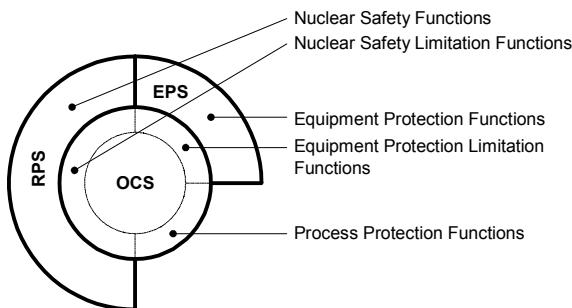 Nuclear Safety Functions
Nuclear Safety Limitation Functions
EPS
Equipment Protection Functions
Equipment Protection Limitation
Functions
RPS
OCS
Process Protection Functions